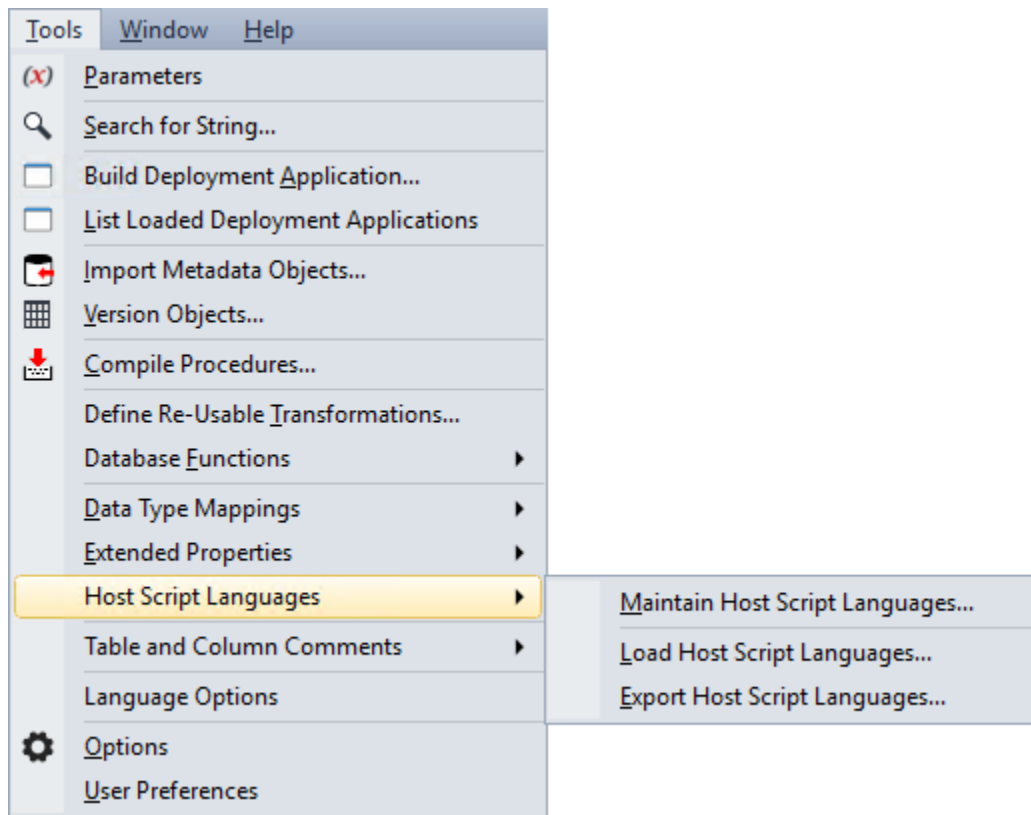 Tools Window Help
(x) Parameters
Search for String...
Build Deployment Application...
List Loaded Deployment Applications
Import Metadata Objects...
Version Objects...
Compile Procedures...
Define Re-Usable Transformations...
Database Functions
Data Type Mappings
Extended Properties
Host Script Languages
Maintain Host Script Languages...
Load Host Script Languages...
Export Host Script Languages...
Table and Column Comments
Language Options
Options
User Preferences